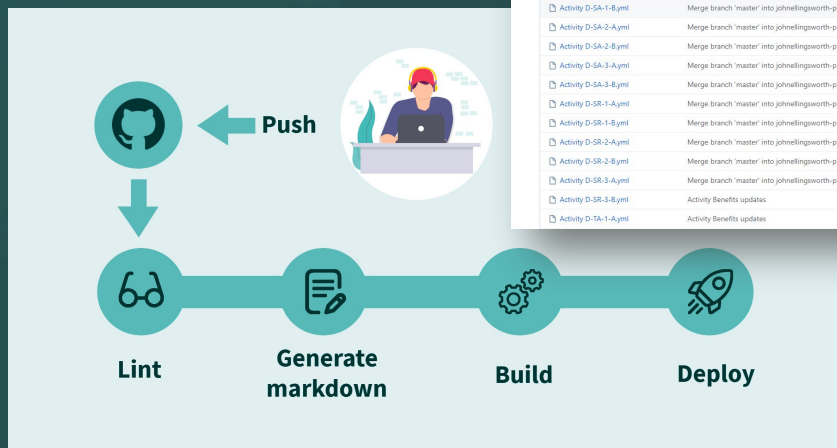 Activity D-SA-1-B.yml Merge branch 'master' into johnellingsworth-p
Activity D-SA-2-A.yml Merge branch 'master' into johnellingsworth-p
Activity D-SA-2-B.yml Merge branch 'master' into johnellingsworth-p
Activity D-SA-3-A.yml Merge branch 'master' into johnellingsworth-p
Activity D-SA-3-B.yml Merge branch 'master' into johnellingsworth-p
Activity D-SR-1-A.yml Merge branch 'master' into johnellingsworth-p
Activity D-SR-1-B.yml Merge branch 'master' into johnellingsworth-p
Activity D-SR-2-A.yml Merge branch 'master' into johnellingsworth-p
Activity D-SR-2-B.yml Merge branch 'master' into johnellingsworth-p
Activity D-SR-3-A.yml Merge branch 'master' into johnellingsworth-p
Activity D-SR-3-B.yml Activity Benefits updates
Activity D-TA-1-A.yml Activity Benefits updates
Push
Lint
Generate
markdown
Build
Deploy